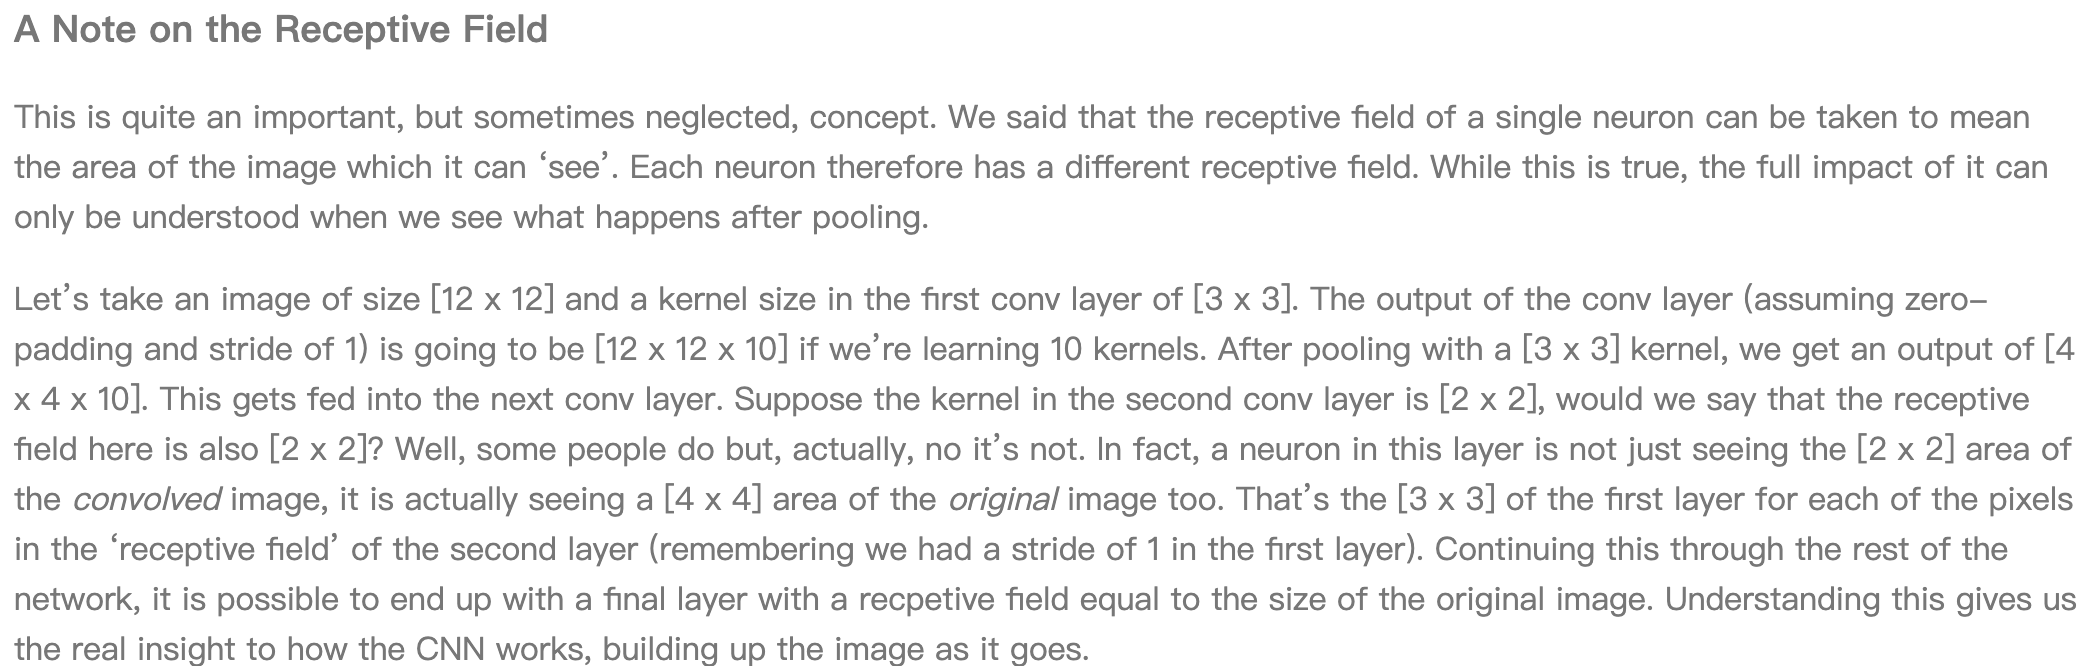 A Note on the Receptive Field
This is quite an important, but sometimes neglected, concept. We said that the receptive field of a single neuron can be taken to mean
the area of the image which it can ‘see’. Each neuron therefore has a different receptive field. While this is true, the full impact of it can
only be understood when we see what happens after pooling.
Let’s take an image of size [12 x 12] and a kernel size in the first conv layer of [3 x 3]. The output of the conv layer (assuming zero–
padding and stride of 1) is going to be [12 x 12 x 10] if we’re learning 10 kernels. After pooling with a [3 x 3] kernel, we get an output of [4
x 4 x 10]. This gets fed into the next conv layer. Suppose the kernel in the second conv layer is [2 x 2], would we say that the receptive
field here is also [2 x 2]? Well, some people do but, actually, no it’s not. In fact, a neuron in this layer is not just seeing the [2 x 2] area of
the convolved image, it is actually seeing a [4 x 4] area of the original image too. That’s the [3 x 3] of the first layer for each of the pixels
in the ‘receptive field’ of the second layer (remembering we had a stride of 1 in the first layer). Continuing this through the rest of the
network, it is possible to end up with a final layer with a recpetive field equal to the size of the original image. Understanding this gives us
the real insight to how the CNN works, building up the image as it goes.